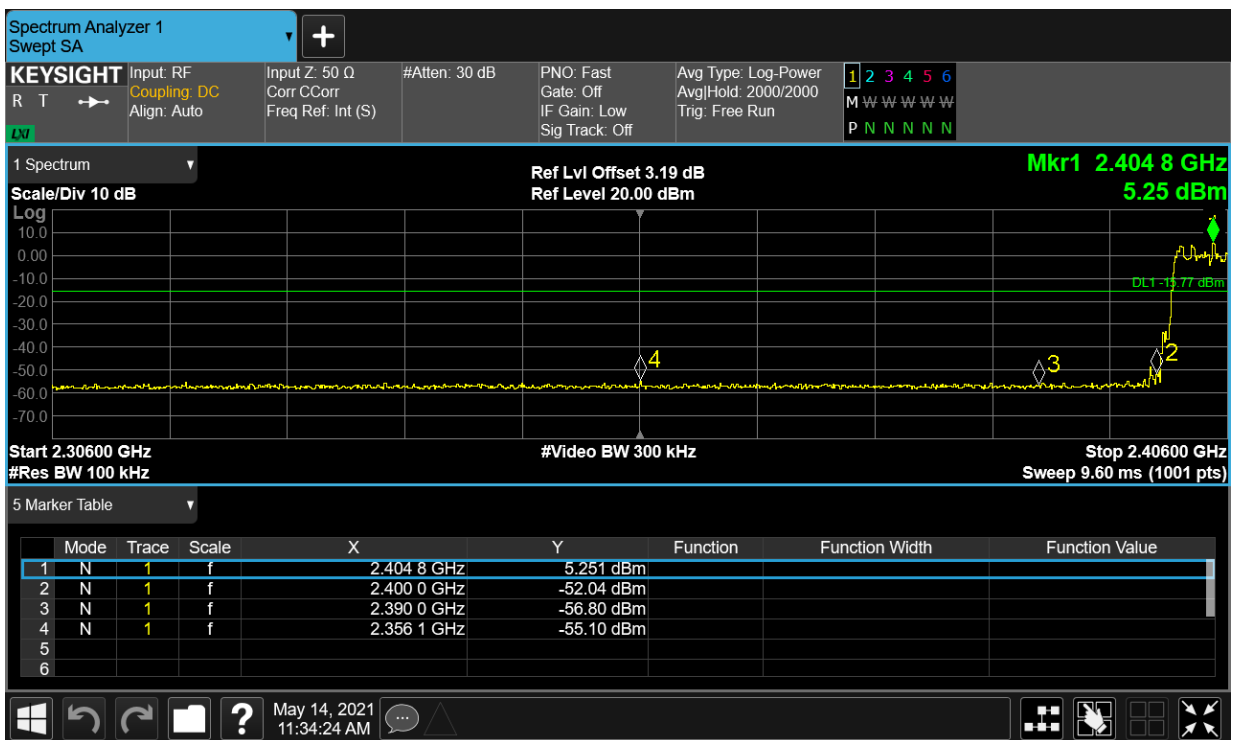 Spectrum Analyzer 1
Swept SA
KEYSIGHT
R T
LXI
Input: RF
Coupling: DC
Align: Auto
Input Z: 50 Ω
Corr CCorr
Freq Ref: Int (S)
#Atten: 30 dB
PNO: Fast
Gate: Off
IF Gain: Low
Sig Track: Off
Avg Type: Log-Power
Avg|Hold: 2000/2000
Trig: Free Run
1 2 3 4 5 6
M W W W W W
P N N N N N
1 Spectrum
Scale/Div 10 dB
Ref Lvl Offset 3.19 dB
Ref Level 20.00 dBm
Mkr1 2.404 8 GHz
5.25 dBm
Log
10.0
0.00
-10.0
-20.0
-30.0
-40.0
-50.0
-60.0
-70.0
DL1 -15.77 dBm
4
3
2
Start 2.30600 GHz
#Res BW 100 kHz
#Video BW 300 kHz
Stop 2.40600 GHz
Sweep 9.60 ms (1001 pts)
5 Marker Table
Mode Trace Scale X Y Function Function Width Function Value
1 N 1 f 2.404 8 GHz 5.251 dBm
2 N 1 f 2.400 0 GHz -52.04 dBm
3 N 1 f 2.390 0 GHz -56.80 dBm
4 N 1 f 2.356 1 GHz -55.10 dBm
5
6
?
May 14, 2021
11:34:24 AM